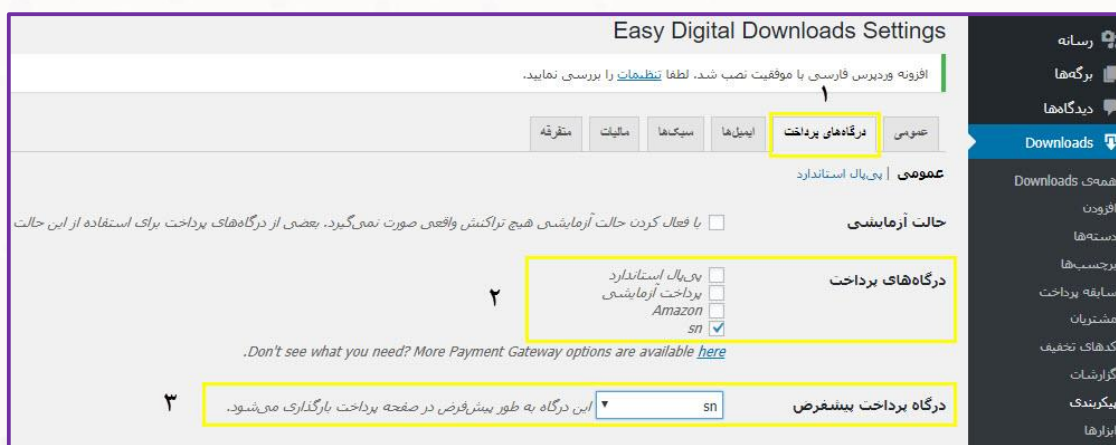 Easy Digital Downloads Settings
افزونه وردپرس فارسی با موفقیت نصب شد. لطفا تنظیمات را بررسی نمایید.
۱
عمومی
درگاه‌های پرداخت
ایمیل‌ها
سبک‌ها
مالیات
متفرقه
عمومی | پی‌پال استاندارد
حالت آزمایشی
با فعال کردن حالت آزمایشی هیچ تراکنش واقعی صورت نمی‌گیرد. بعضی از درگاه‌های پرداخت برای استفاده از این حالت
درگاه‌های پرداخت
پی‌پال استاندارد
پرداخت آزمایشی
Amazon
sn
۲
Don't see what you need? More Payment Gateway options are available here.
درگاه پرداخت پیشفرض
sn
این درگاه به طور پیش‌فرض در صفحه پرداخت بارگذاری می‌شود.
۳
رسانه
برگه‌ها
دیدگاه‌ها
Downloads
همه‌ی Downloads
افزودن
دسته‌ها
برچسب‌ها
سابقه پرداخت
مشتریان
کدهای تخفیف
گزارشات
پیکربندی
ابزارها